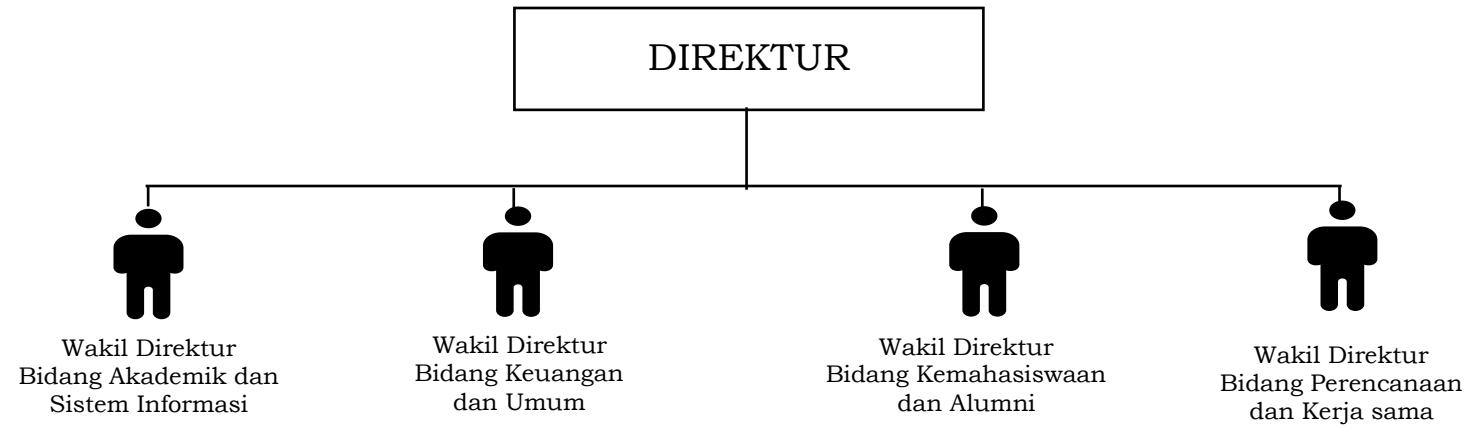 DIREKTUR
Wakil Direktur
Bidang Akademik dan
Sistem Informasi
Wakil Direktur
Bidang Keuangan
dan Umum
Wakil Direktur
Bidang Kemahasiswaan
dan Alumni
Wakil Direktur
Bidang Perencanaan
dan Kerja sama